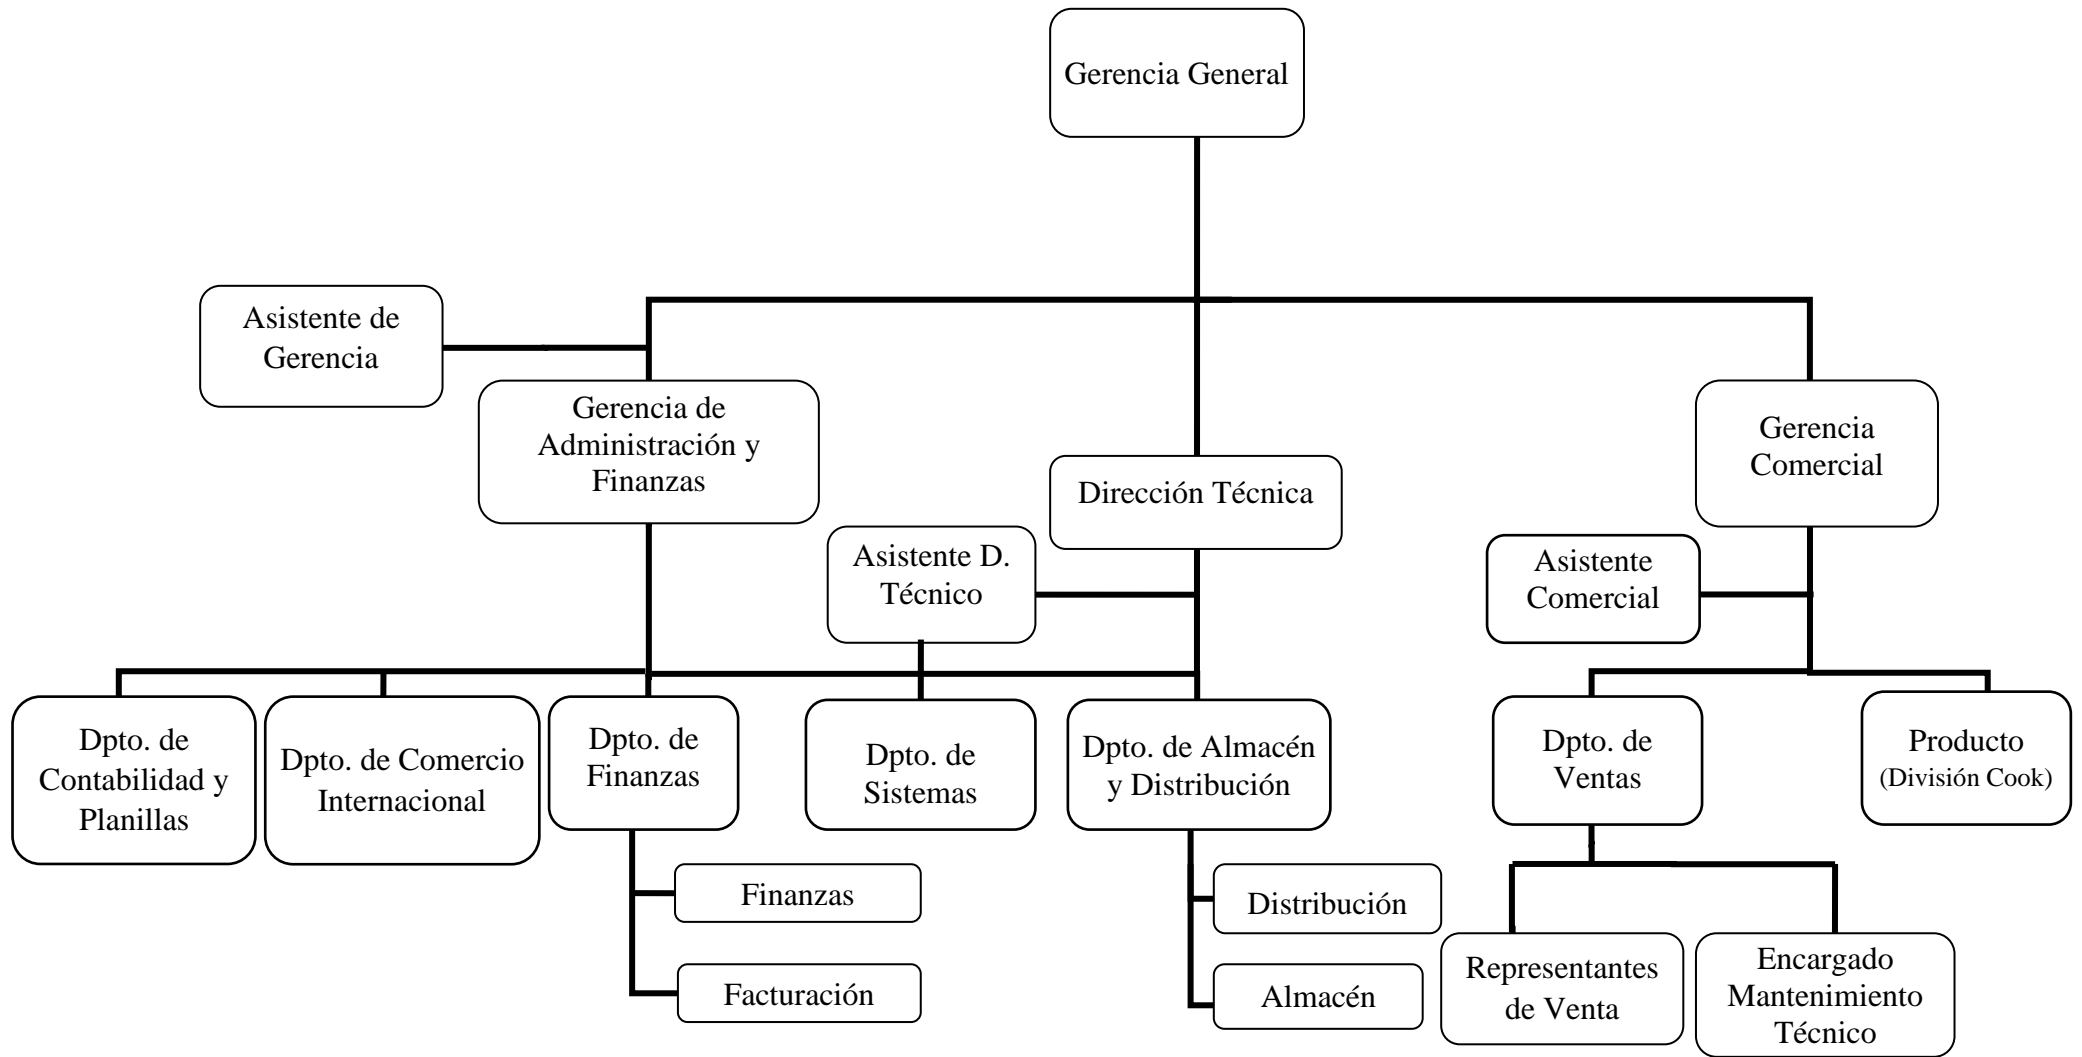 Gerencia General
Asistente de
Gerencia
Gerencia de
Administración y
Finanzas
Dirección Técnica
Gerencia
Comercial
Asistente D.
Técnico
Asistente
Comercial
Dpto. de
Contabilidad y
Planillas
Dpto. de Comercio
Internacional
Dpto. de
Finanzas
Dpto. de
Sistemas
Dpto. de Almacén
y Distribución
Dpto. de
Ventas
Producto
(División Cook)
Finanzas
Facturación
Distribución
Almacén
Representantes
de Venta
Encargado
Mantenimiento
Técnico